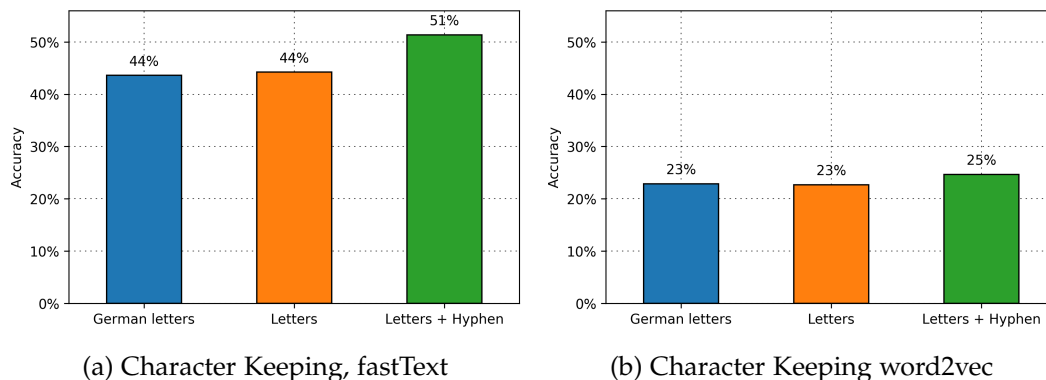 51%
50%
44%
44%
40%
30%
20%
10%
0%
Accuracy
German letters
Letters
Letters + Hyphen
(a) Character Keeping, fastText
50%
40%
30%
25%
23%
23%
20%
10%
0%
Accuracy
German letters
Letters
Letters + Hyphen
(b) Character Keeping word2vec